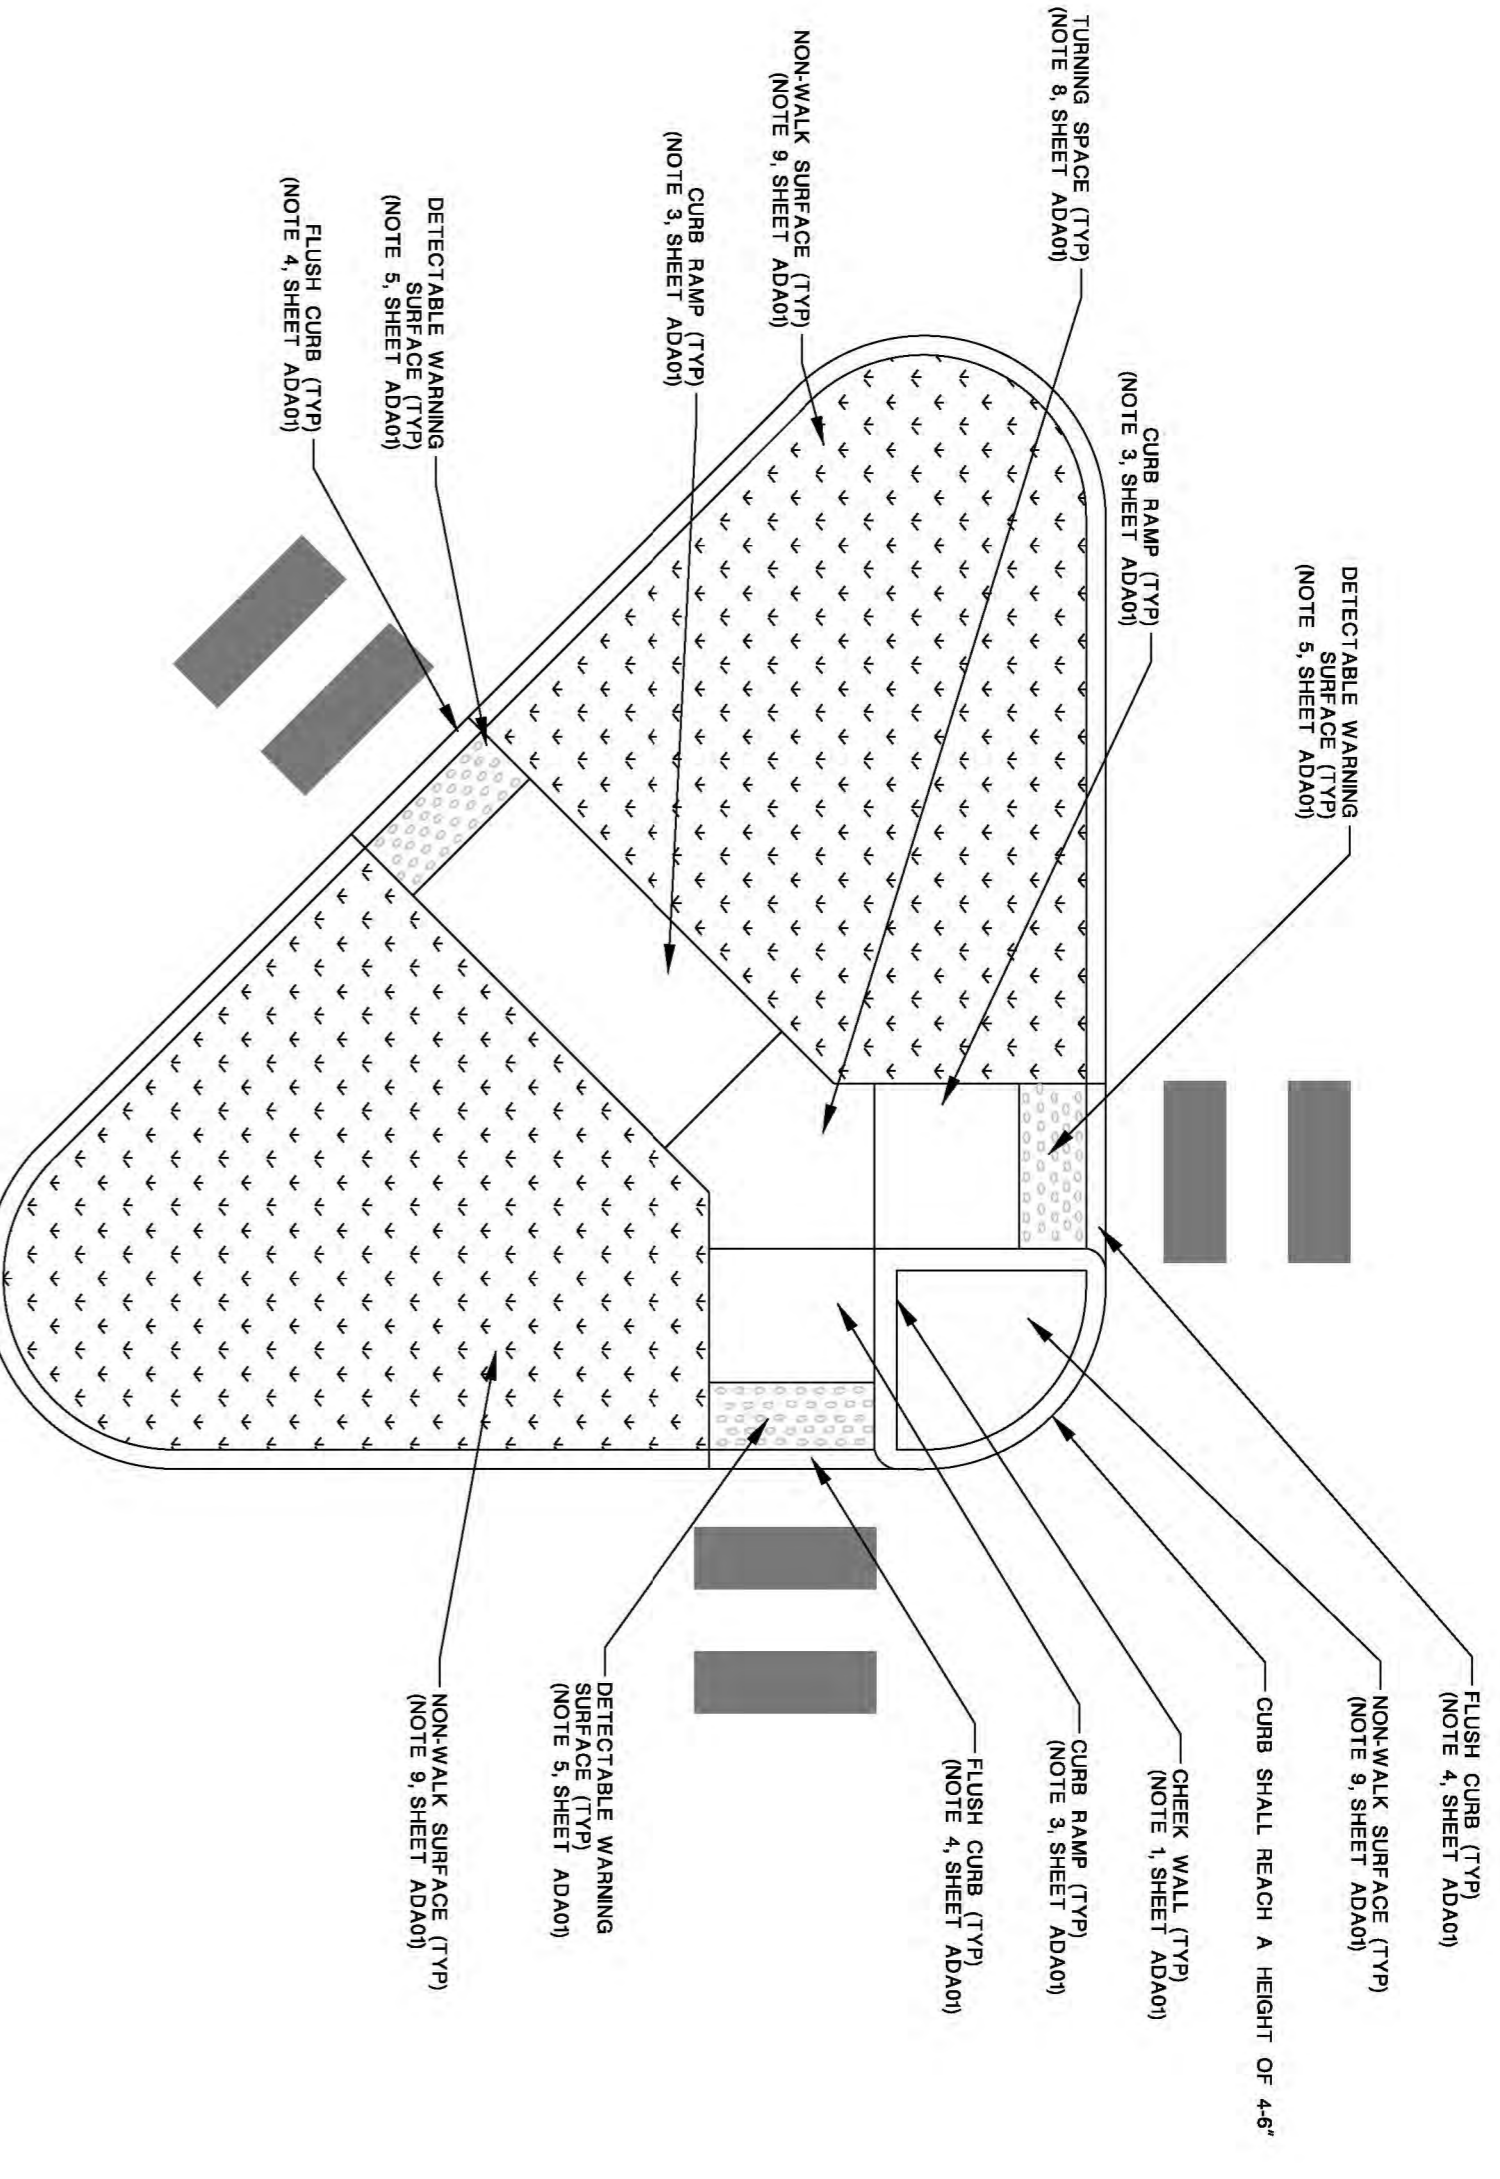 TURNING SPACE (TYP)
(NOTE 8, SHEET ADA01)
NON-WALK SURFACE (TYP)
(NOTE 9, SHEET ADA01)
CURB RAMP (TYP)
(NOTE 3, SHEET ADA01)
DETECTABLE WARNING
SURFACE (TYP)
(NOTE 5, SHEET ADA01)
FLUSH CURB (TYP)
(NOTE 4, SHEET ADA01)
CURB RAMP (TYP)
(NOTE 3, SHEET ADA01)
DETECTABLE WARNING
SURFACE (TYP)
(NOTE 5, SHEET ADA01)
FLUSH CURB (TYP)
(NOTE 4, SHEET ADA01)
NON-WALK SURFACE (TYP)
(NOTE 9, SHEET ADA01)
CURB SHALL REACH A HEIGHT OF 4-6"
CHEEK WALL (TYP)
(NOTE 1, SHEET ADA01)
CURB RAMP (TYP)
(NOTE 3, SHEET ADA01)
FLUSH CURB (TYP)
(NOTE 4, SHEET ADA01)
DETECTABLE WARNING
SURFACE (TYP)
(NOTE 5, SHEET ADA01)
NON-WALK SURFACE (TYP)
(NOTE 9, SHEET ADA01)